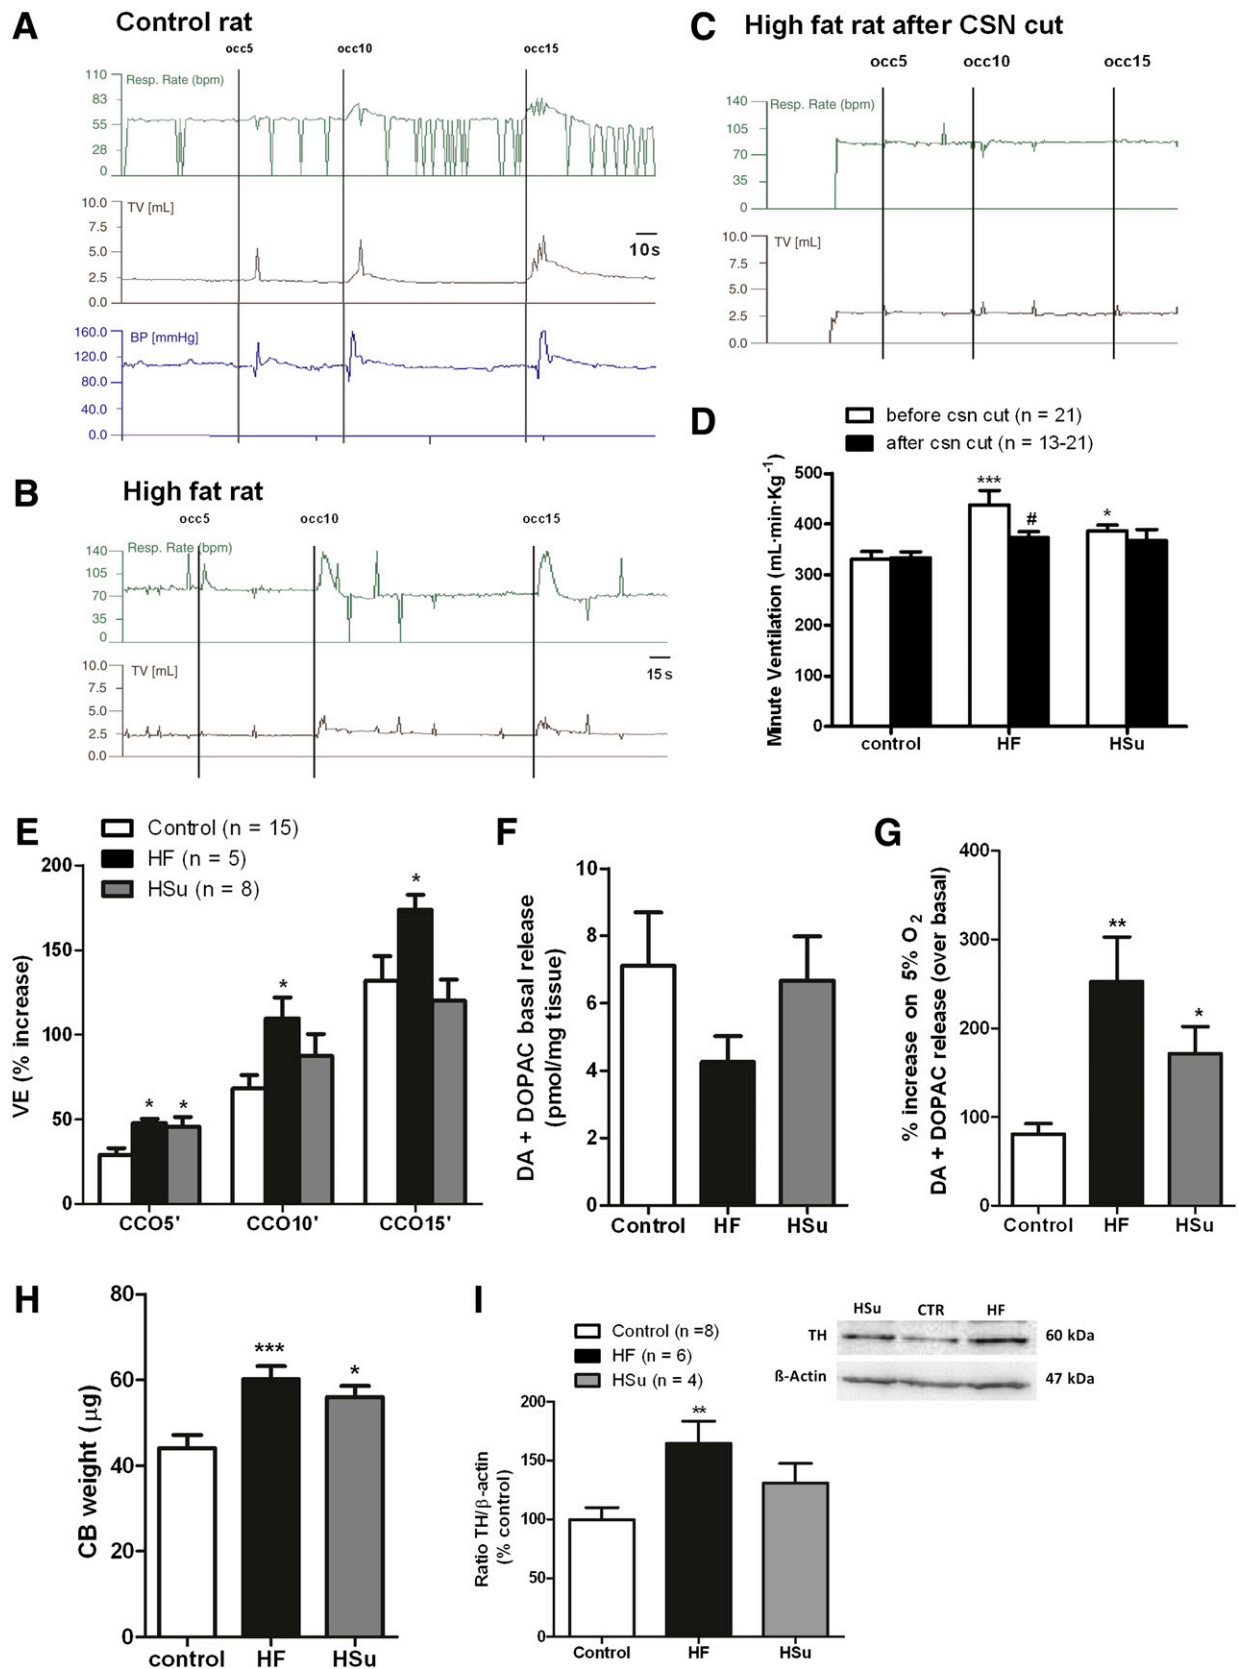 A Control rat
occ5 occ10 occ15
Resp. Rate (bpm)
110
83
55
28
0
TV [mL]
10.0
7.5
5.0
2.5
0.0
10s
BP [mmHg]
160.0
120.0
80.0
40.0
0.0
B High fat rat
occ5 occ10 occ15
Resp. Rate (bpm)
140
105
70
35
0
TV [mL]
10.0
7.5
5.0
2.5
0.0
15 s
C High fat rat after CSN cut
occ5 occ10 occ15
Resp. Rate (bpm)
140
105
70
35
0
TV [mL]
10.0
7.5
5.0
2.5
0.0
D
before csn cut (n = 21)
after csn cut (n = 13-21)
Minute Ventilation (mL·min·Kg⁻¹)
500
400
300
200
100
0
***
#
*
control HF HSu
E
Control (n = 15)
HF (n = 5)
HSu (n = 8)
VE (% increase)
200
150
100
50
0
* *
*
*
CCO5' CCO10' CCO15'
F
DA + DOPAC basal release
(pmol/mg tissue)
10
8
6
4
2
0
Control HF HSu
G
% increase on 5% O₂
DA + DOPAC release (over basal)
400
300
200
100
0
**
*
Control HF HSu
H
CB weight (µg)
80
60
40
20
0
***
*
control HF HSu
I
Control (n =8)
HF (n = 6)
HSu (n = 4)
Ratio TH/β-actin
(% control)
200
150
100
50
0
**
Control HF HSu
HSu CTR HF
TH 60 kDa
ß-Actin 47 kDa